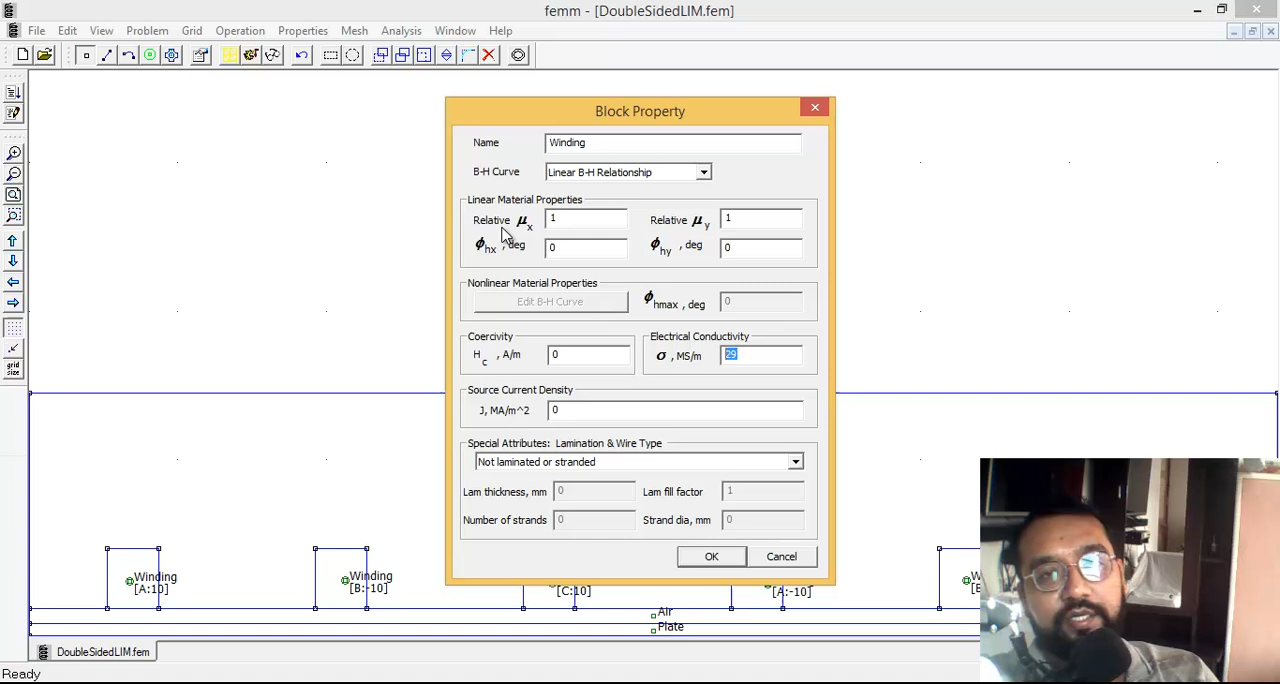 femm - [DoubleSidedLIM.fem]
File Edit View Problem Grid Operation Properties Mesh Analysis Window Help
Block Property
Name Winding
B-H Curve Linear B-H Relationship
Linear Material Properties
Relative μx 1 Relative μy 1
ϕhx , deg 0 ϕhy , deg 0
Nonlinear Material Properties
Edit B-H Curve ϕhmax , deg 0
Coercivity Electrical Conductivity
Hc , A/m 0 σ , MS/m 29
Source Current Density
J, MA/m^2 0
Special Attributes: Lamination & Wire Type
Not laminated or stranded
Lam thickness, mm 0 Lam fill factor 1
Number of strands 0 Strand dia, mm 0
OK Cancel
grid
size
Winding
[A:10]
Winding
[B:-10]
[C:10]
[A:-10]
Air
Plate
DoubleSidedLIM.fem
Ready